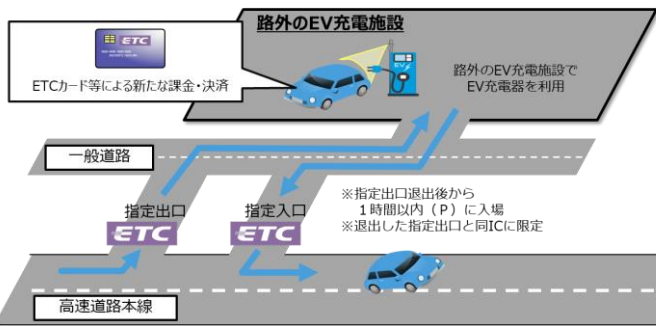 路外のEV充電施設
ETC
ETCカード等による新たな課金・決済
EV
路外のEV充電施設で
EV充電器を利用
一般道路
指定出口
ETC
指定入口
ETC
※指定出口退出後から
1時間以内（P）に入場
※退出した指定出口と同ICに限定
高速道路本線